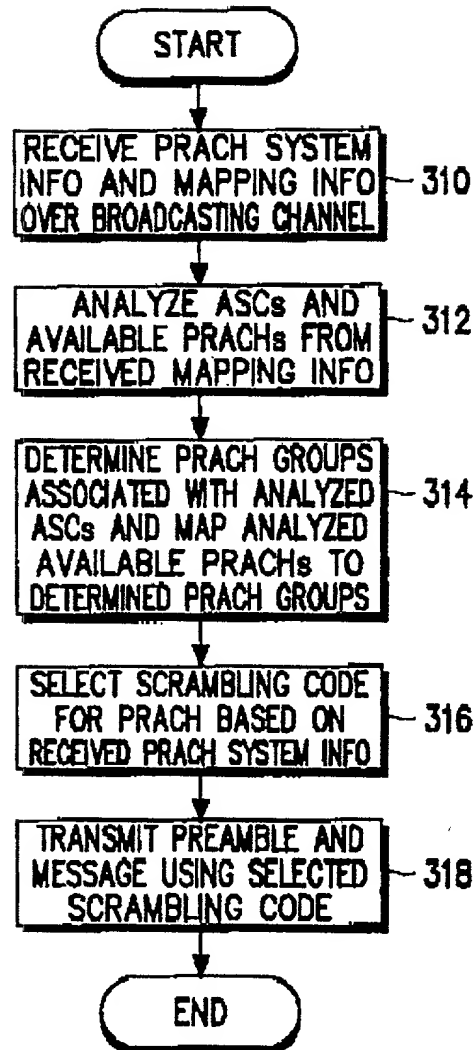 START
RECEIVE PRACH SYSTEM
INFO AND MAPPING INFO
OVER BROADCASTING CHANNEL
310
ANALYZE ASCs AND
AVAILABLE PRACHs FROM
RECEIVED MAPPING INFO
312
DETERMINE PRACH GROUPS
ASSOCIATED WITH ANALYZED
ASCs AND MAP ANALYZED
AVAILABLE PRACHs TO
DETERMINED PRACH GROUPS
314
SELECT SCRAMBLING CODE
FOR PRACH BASED ON
RECEIVED PRACH SYSTEM INFO
316
TRANSMIT PREAMBLE AND
MESSAGE USING SELECTED
SCRAMBLING CODE
318
END